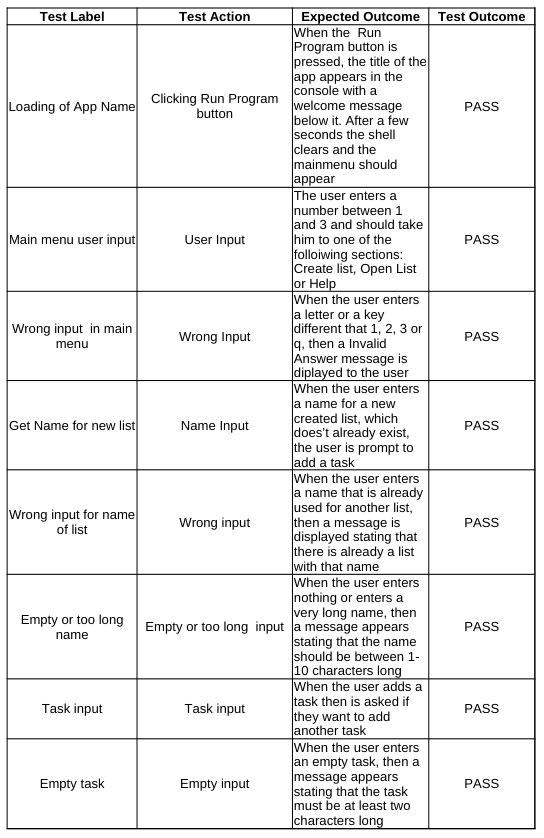 Test Label Test Action Expected Outcome Test Outcome
Loading of App Name
Clicking Run Program
button
When the  Run
Program button is
pressed, the title of the
app appears in the
console with a
welcome message
below it. After a few
seconds the shell
clears and the
mainmenu should
appear
PASS
Main menu user input
User Input
The user enters a
number between 1
and 3 and should take
him to one of the
folloiwing sections:
Create list, Open List
or Help
PASS
Wrong input  in main
menu
Wrong Input
When the user enters
a letter or a key
different that 1, 2, 3 or
q, then a Invalid
Answer message is
diplayed to the user
PASS
Get Name for new list
Name Input
When the user enters
a name for a new
created list, which
does't already exist,
the user is prompt to
add a task
PASS
Wrong input for name
of list
Wrong input
When the user enters
a name that is already
used for another list,
then a message is
displayed stating that
there is already a list
with that name
PASS
Empty or too long
name
Empty or too long  input
When the user enters
nothing or enters a
very long name, then
a message appears
stating that the name
should be between 1-
10 characters long
PASS
Task input
Task input
When the user adds a
task then is asked if
they want to add
another task
PASS
Empty task
Empty input
When the user enters
an empty task, then a
message appears
stating that the task
must be at least two
characters long
PASS